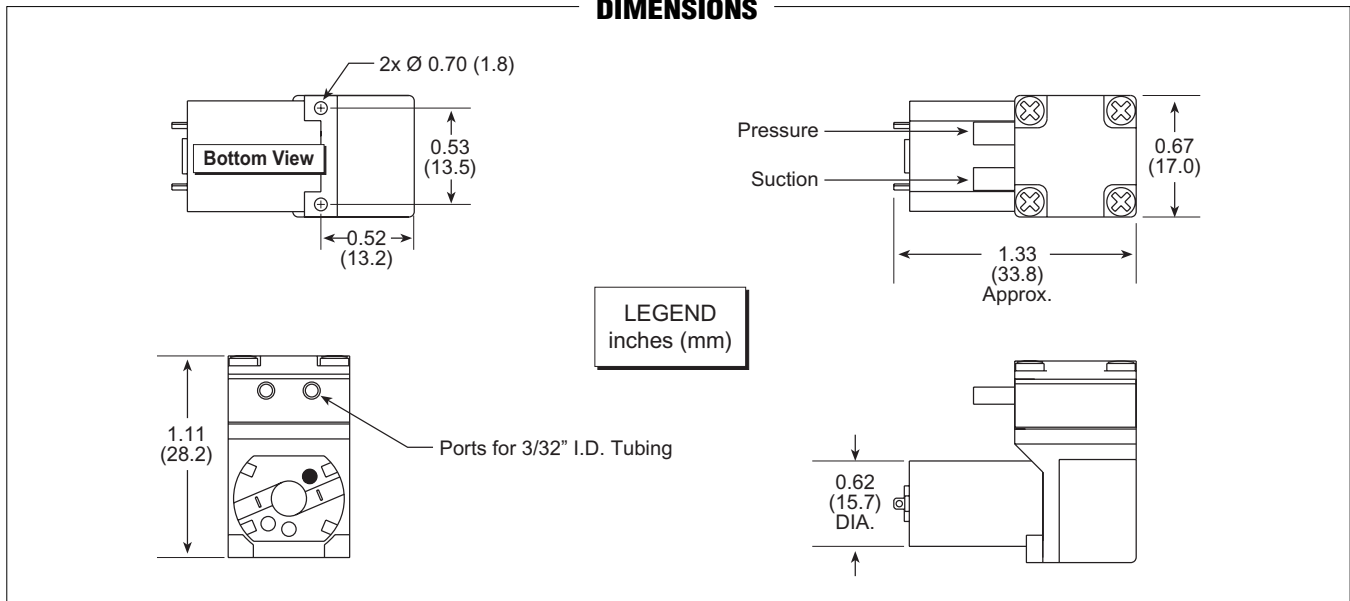 DIMENSIONS
2x Ø 0.70 (1.8)
Bottom View
0.53
(13.5)
0.52
(13.2)
Pressure
Suction
0.67
(17.0)
1.33
(33.8)
Approx.
LEGEND
inches (mm)
1.11
(28.2)
Ports for 3/32” I.D. Tubing
0.62
(15.7)
DIA.